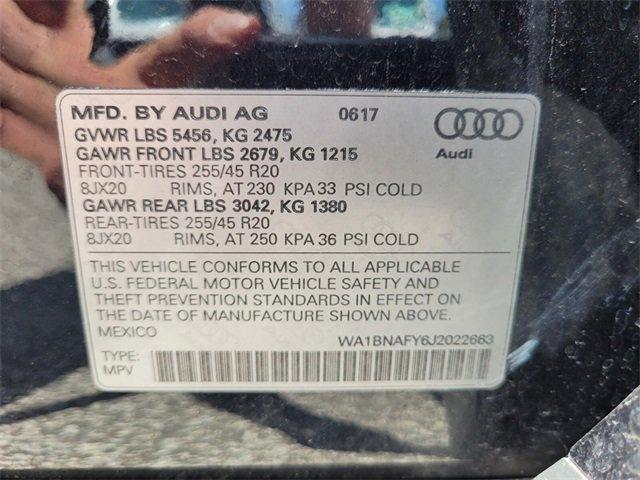 MFD. BY AUDI AG 0617
GVWR LBS 5456, KG 2475
GAWR FRONT LBS 2679, KG 1215
Audi
FRONT-TIRES 255/45 R20
8JX20 RIMS, AT 230 KPA 33 PSI COLD
GAWR REAR LBS 3042, KG 1380
REAR-TIRES 255/45 R20
8JX20 RIMS, AT 250 KPA 36 PSI COLD
THIS VEHICLE CONFORMS TO ALL APPLICABLE
U.S. FEDERAL MOTOR VEHICLE SAFETY AND
THEFT PREVENTION STANDARDS IN EFFECT ON
THE DATE OF MANUFACTURE SHOWN ABOVE.
MEXICO
WA1BNAFY6J2022663
TYPE:
MPV